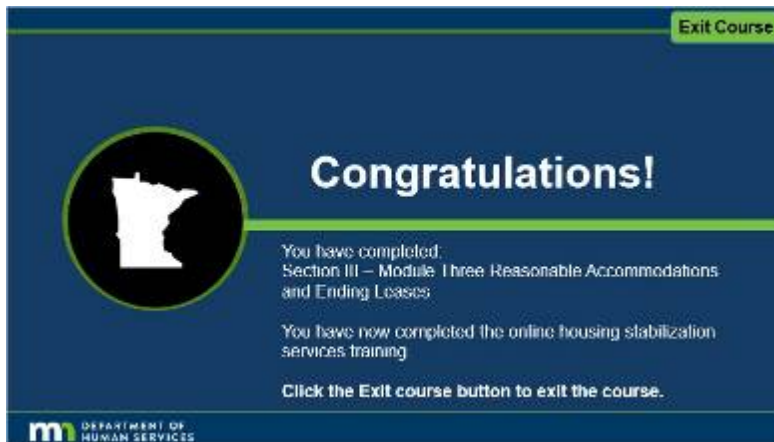 Exit Course
Congratulations!
You have completed:
Section III – Module Three Reasonable Accommodations
and Ending Leases
You have now completed the online housing stabilization
services training
Click the Exit course button to exit the course.
mn DEPARTMENT OF
HUMAN SERVICES